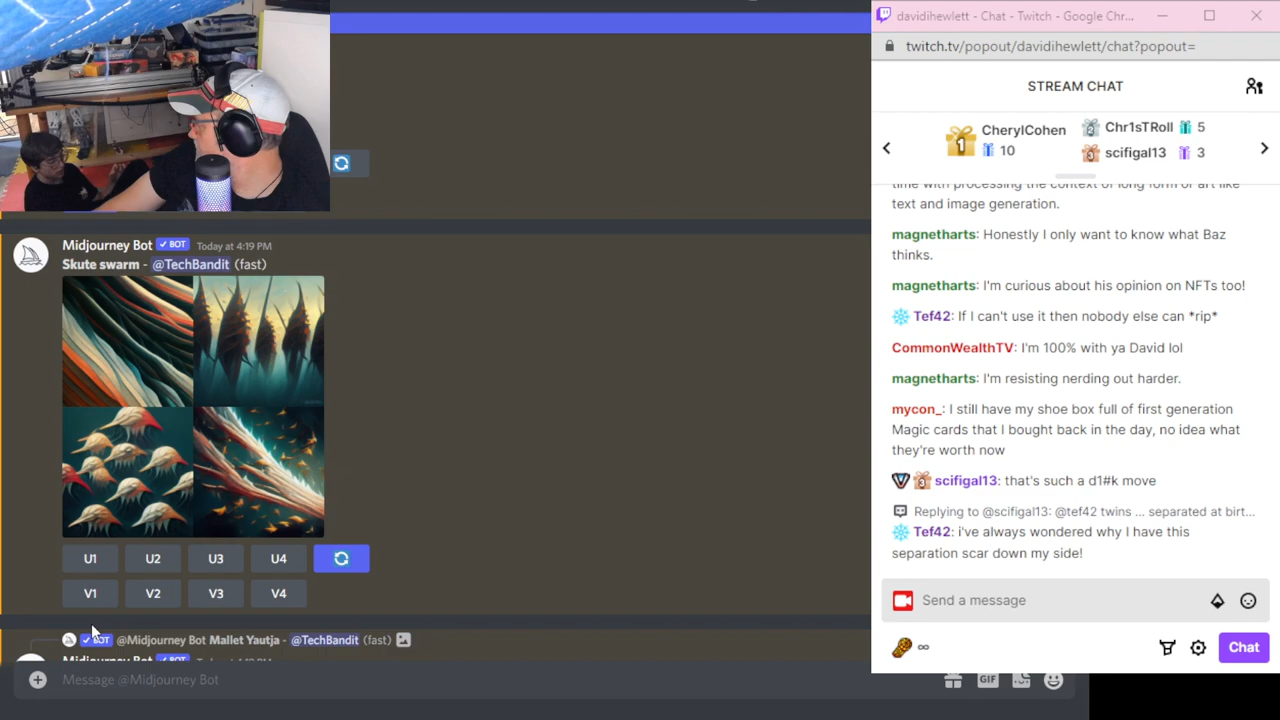 davidihewlett - Chat - Twitch - Google Chr...
twitch.tv/popout/davidihewlett/chat?popout=
STREAM CHAT
CherylCohen
10
Chr1sTRoll 5
scifigal13 3
time with processing the context of long form or art like
text and image generation.
magnetharts: Honestly I only want to know what Baz
thinks.
magnetharts: I'm curious about his opinion on NFTs too!
Tef42: If I can't use it then nobody else can *rip*
CommonWealthTV: I'm 100% with ya David lol
magnetharts: I'm resisting nerding out harder.
mycon_: I still have my shoe box full of first generation
Magic cards that I bought back in the day, no idea what
they're worth now
scifigal13: that's such a d1#k move
Replying to @scifigal13: @tef42 twins ... separated at birt...
Tef42: i've always wondered why I have this
separation scar down my side!
Send a message
Chat
Midjourney Bot ✓ BOT Today at 4:19 PM
Skute swarm - @TechBandit (fast)
U1 U2 U3 U4
V1 V2 V3 V4
✓ BOT @Midjourney Bot Mallet Yautja - @TechBandit (fast)
Midjourney Bot BOT
Message @Midjourney Bot
GIF